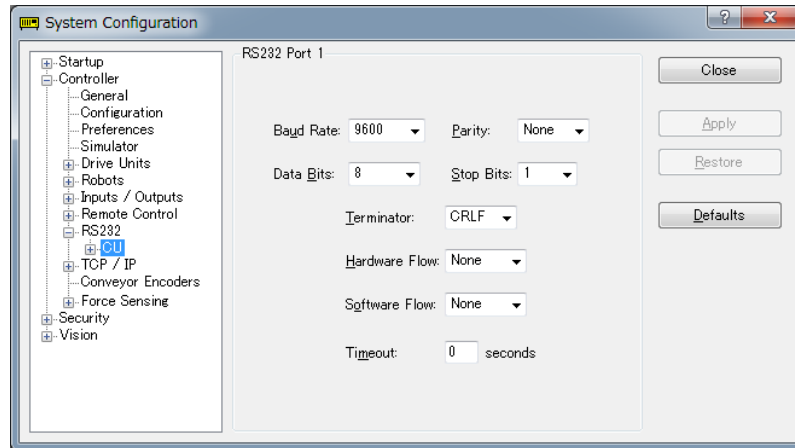 System Configuration
Startup
Controller
General
Configuration
Preferences
Simulator
Drive Units
Robots
Inputs / Outputs
Remote Control
RS232
CU
TCP / IP
Conveyor Encoders
Force Sensing
Security
Vision
RS232 Port 1
Baud Rate: 9600 Parity: None
Data Bits: 8 Stop Bits: 1
Terminator: CRLF
Hardware Flow: None
Software Flow: None
Timeout: 0 seconds
Close
Apply
Restore
Defaults